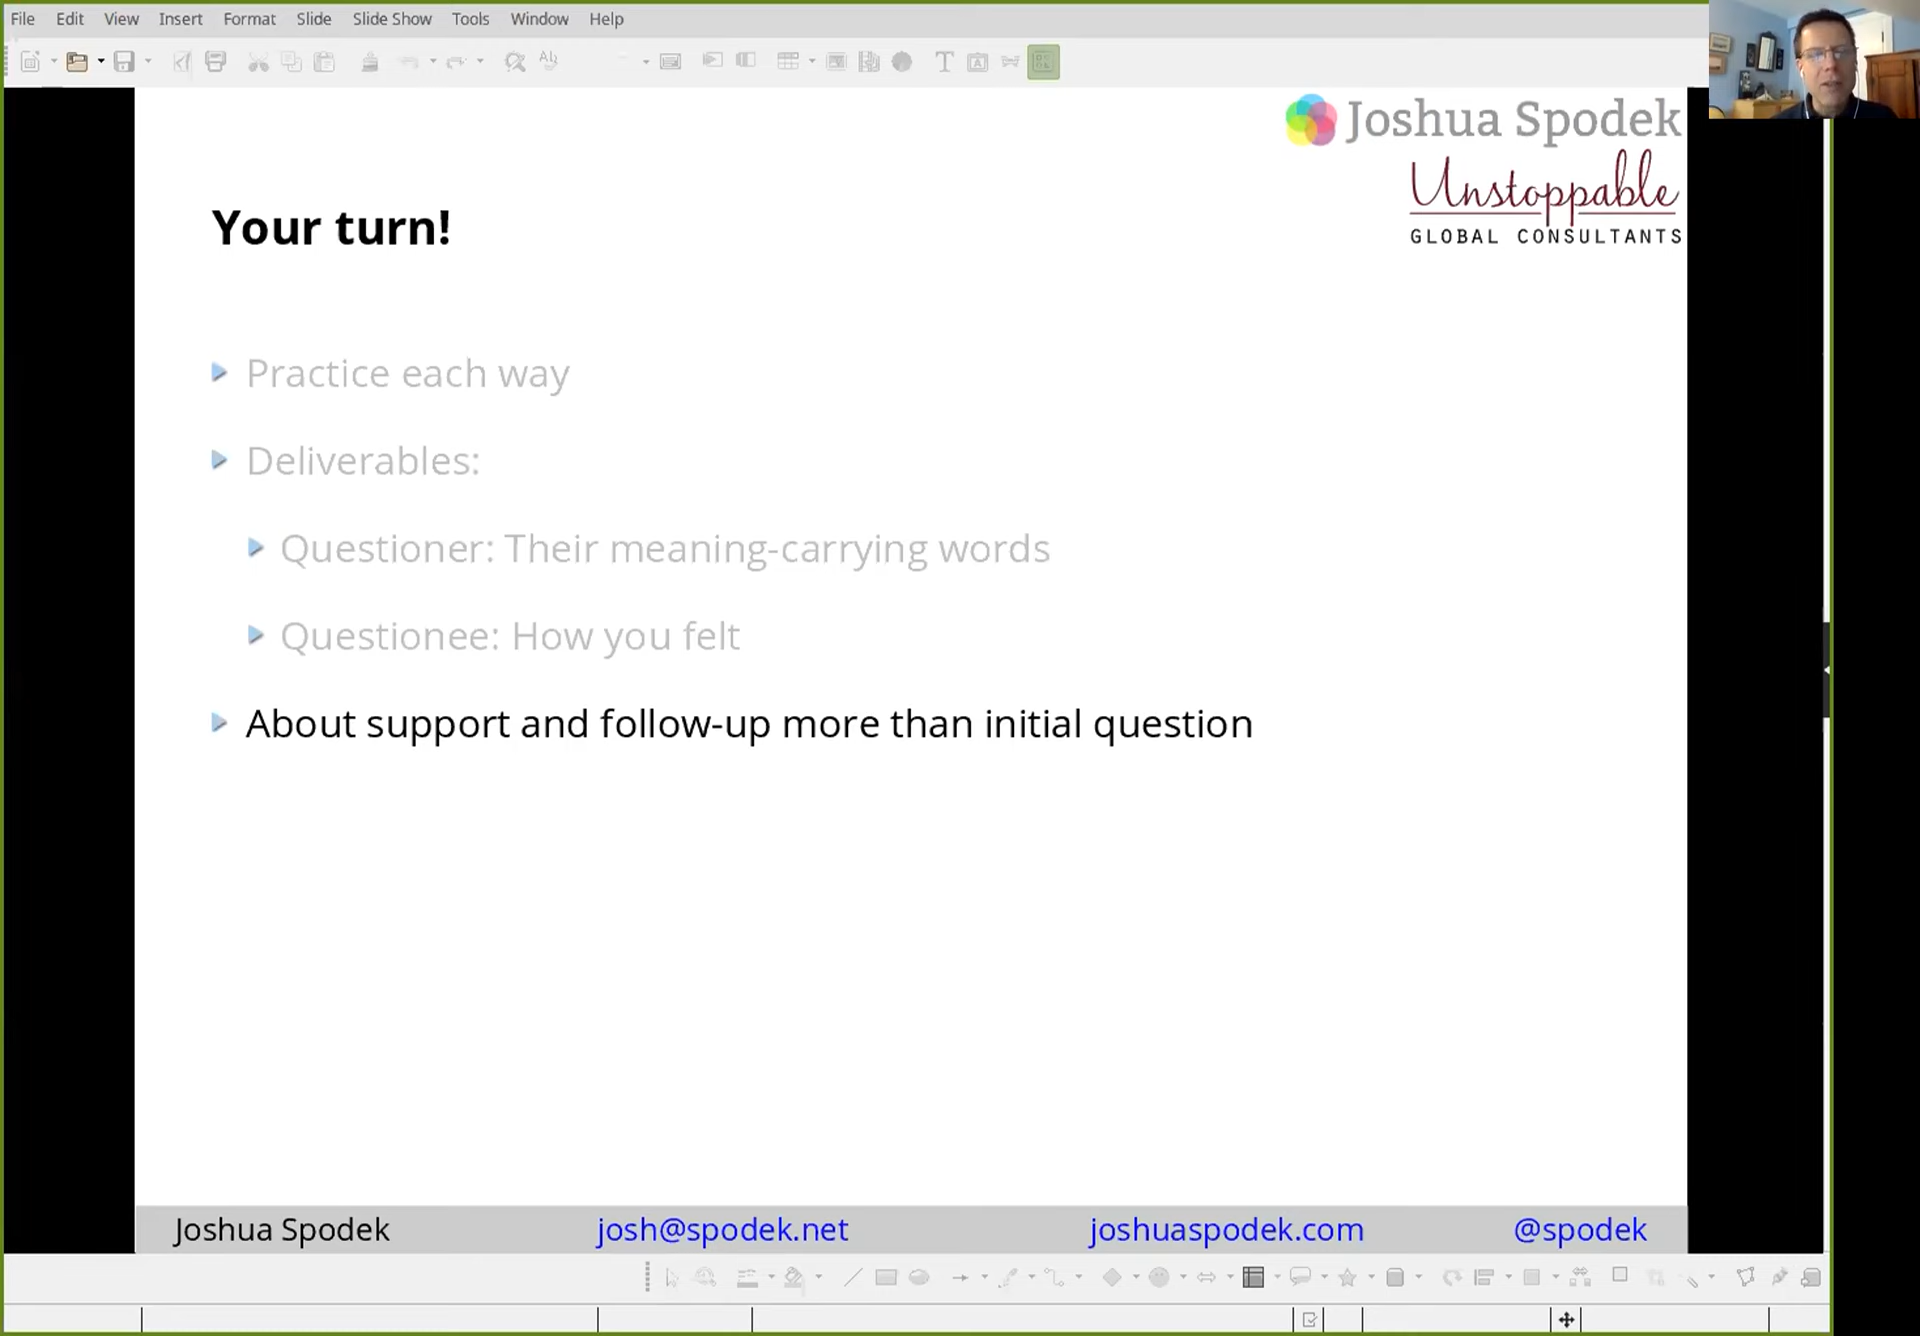 File Edit View Insert Format Slide Slide Show Tools Window Help
Joshua Spodek
Unstoppable
GLOBAL CONSULTANTS
Your turn!
Practice each way
Deliverables:
Questioner: Their meaning-carrying words
Questionee: How you felt
About support and follow-up more than initial question
Joshua Spodek josh@spodek.net joshuaspodek.com @spodek